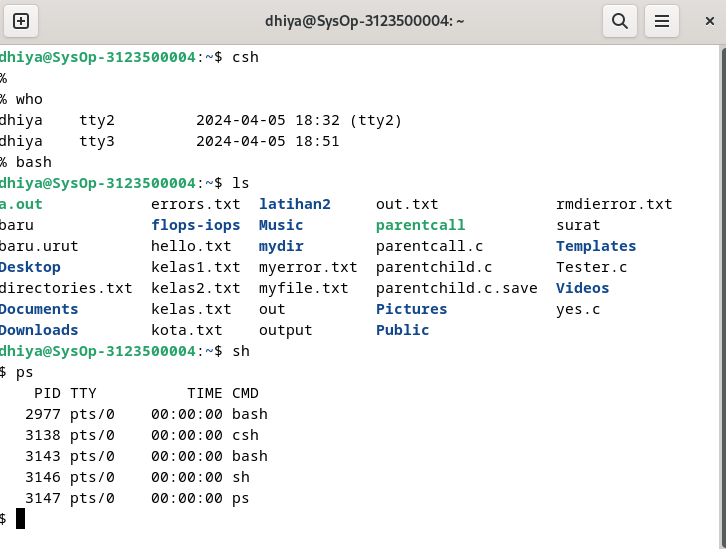 dhiya@SysOp-3123500004: ~
dhiya@SysOp-3123500004:~$ csh
%
% who
dhiya    tty2         2024-04-05 18:32 (tty2)
dhiya    tty3         2024-04-05 18:51
% bash
dhiya@SysOp-3123500004:~$ ls
a.out            errors.txt  latihan2    out.txt             rmdierror.txt
baru             flops-iops  Music       parentcall          surat
baru.urut        hello.txt   mydir       parentcall.c        Templates
Desktop          kelas1.txt  myerror.txt parentchild.c       Tester.c
directories.txt  kelas2.txt  myfile.txt  parentchild.c.save  Videos
Documents        kelas.txt   out         Pictures            yes.c
Downloads        kota.txt    output      Public
dhiya@SysOp-3123500004:~$ sh
$ ps
    PID TTY          TIME CMD
   2977 pts/0    00:00:00 bash
   3138 pts/0    00:00:00 csh
   3143 pts/0    00:00:00 bash
   3146 pts/0    00:00:00 sh
   3147 pts/0    00:00:00 ps
$